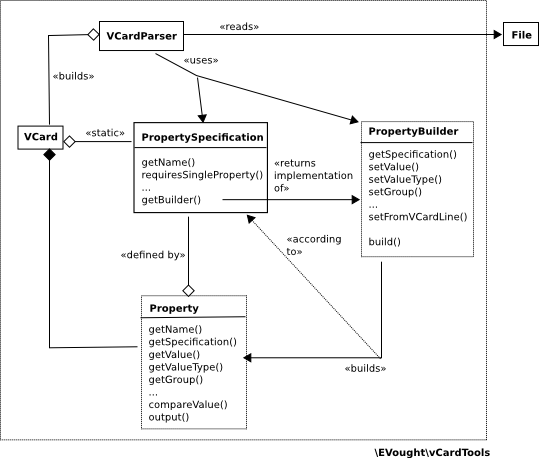 «reads»
VCardParser
File
«uses»
«builds»
VCard
«static»
PropertySpecification
getName()
requiresSingleProperty()
...
getBuilder()
«returns
implementation
of»
PropertyBuilder
getSpecification()
setValue()
setValueType()
setGroup()
...
setFromVCardLine()
build()
«according
to»
«defined by»
Property
getName()
getSpecification()
getValue()
getValueType()
getGroup()
...
compareValue()
output()
«builds»
\EVought\vCardTools